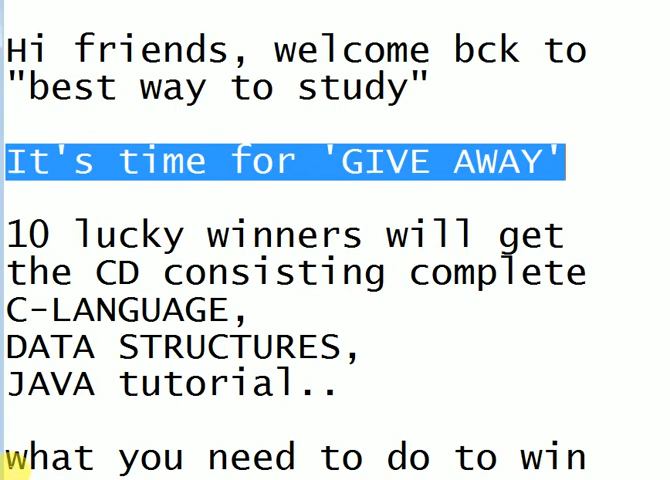 Hi friends, welcome bck to
"best way to study"
It's time for 'GIVE AWAY'
10 lucky winners will get
the CD consisting complete
C-LANGUAGE,
DATA STRUCTURES,
JAVA tutorial..
what you need to do to win